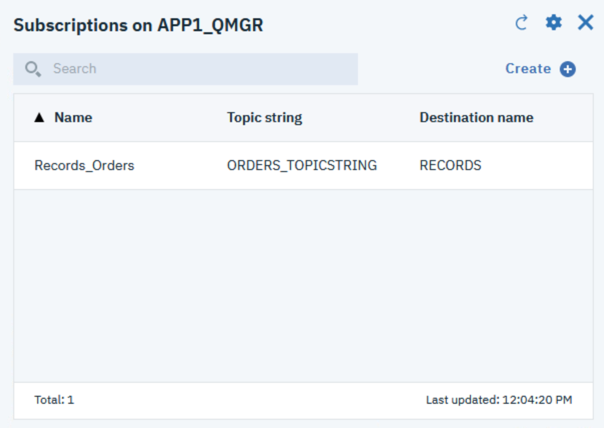 Subscriptions on APP1_QMGR
Search
Create
Name Topic string Destination name
Records_Orders ORDERS_TOPICSTRING RECORDS
Total: 1 Last updated: 12:04:20 PM